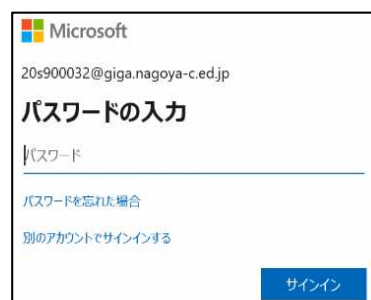 Microsoft
20s900032@giga.nagoya-c.ed.jp
パスワードの入力
パスワード
パスワードを忘れた場合
別のアカウントでサインインする
サインイン